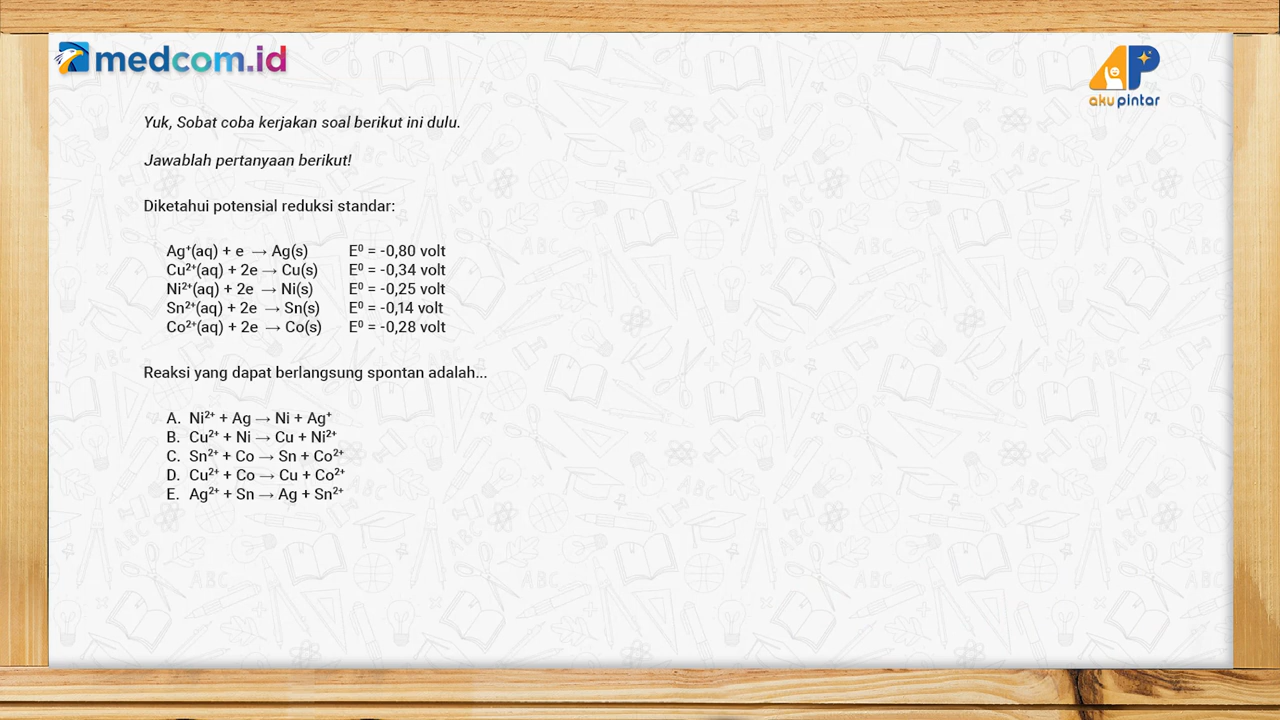 medcom.id
aku pintar
Yuk, Sobat coba kerjakan soal berikut ini dulu.
Jawablah pertanyaan berikut!
Diketahui potensial reduksi standar:
Ag⁺(aq) + e → Ag(s) E⁰ = -0,80 volt
Cu²⁺(aq) + 2e → Cu(s) E⁰ = -0,34 volt
Ni²⁺(aq) + 2e → Ni(s) E⁰ = -0,25 volt
Sn²⁺(aq) + 2e → Sn(s) E⁰ = -0,14 volt
Co²⁺(aq) + 2e → Co(s) E⁰ = -0,28 volt
Reaksi yang dapat berlangsung spontan adalah...
A. Ni²⁺ + Ag → Ni + Ag⁺
B. Cu²⁺ + Ni → Cu + Ni²⁺
C. Sn²⁺ + Co → Sn + Co²⁺
D. Cu²⁺ + Co → Cu + Co²⁺
E. Ag²⁺ + Sn → Ag + Sn²⁺